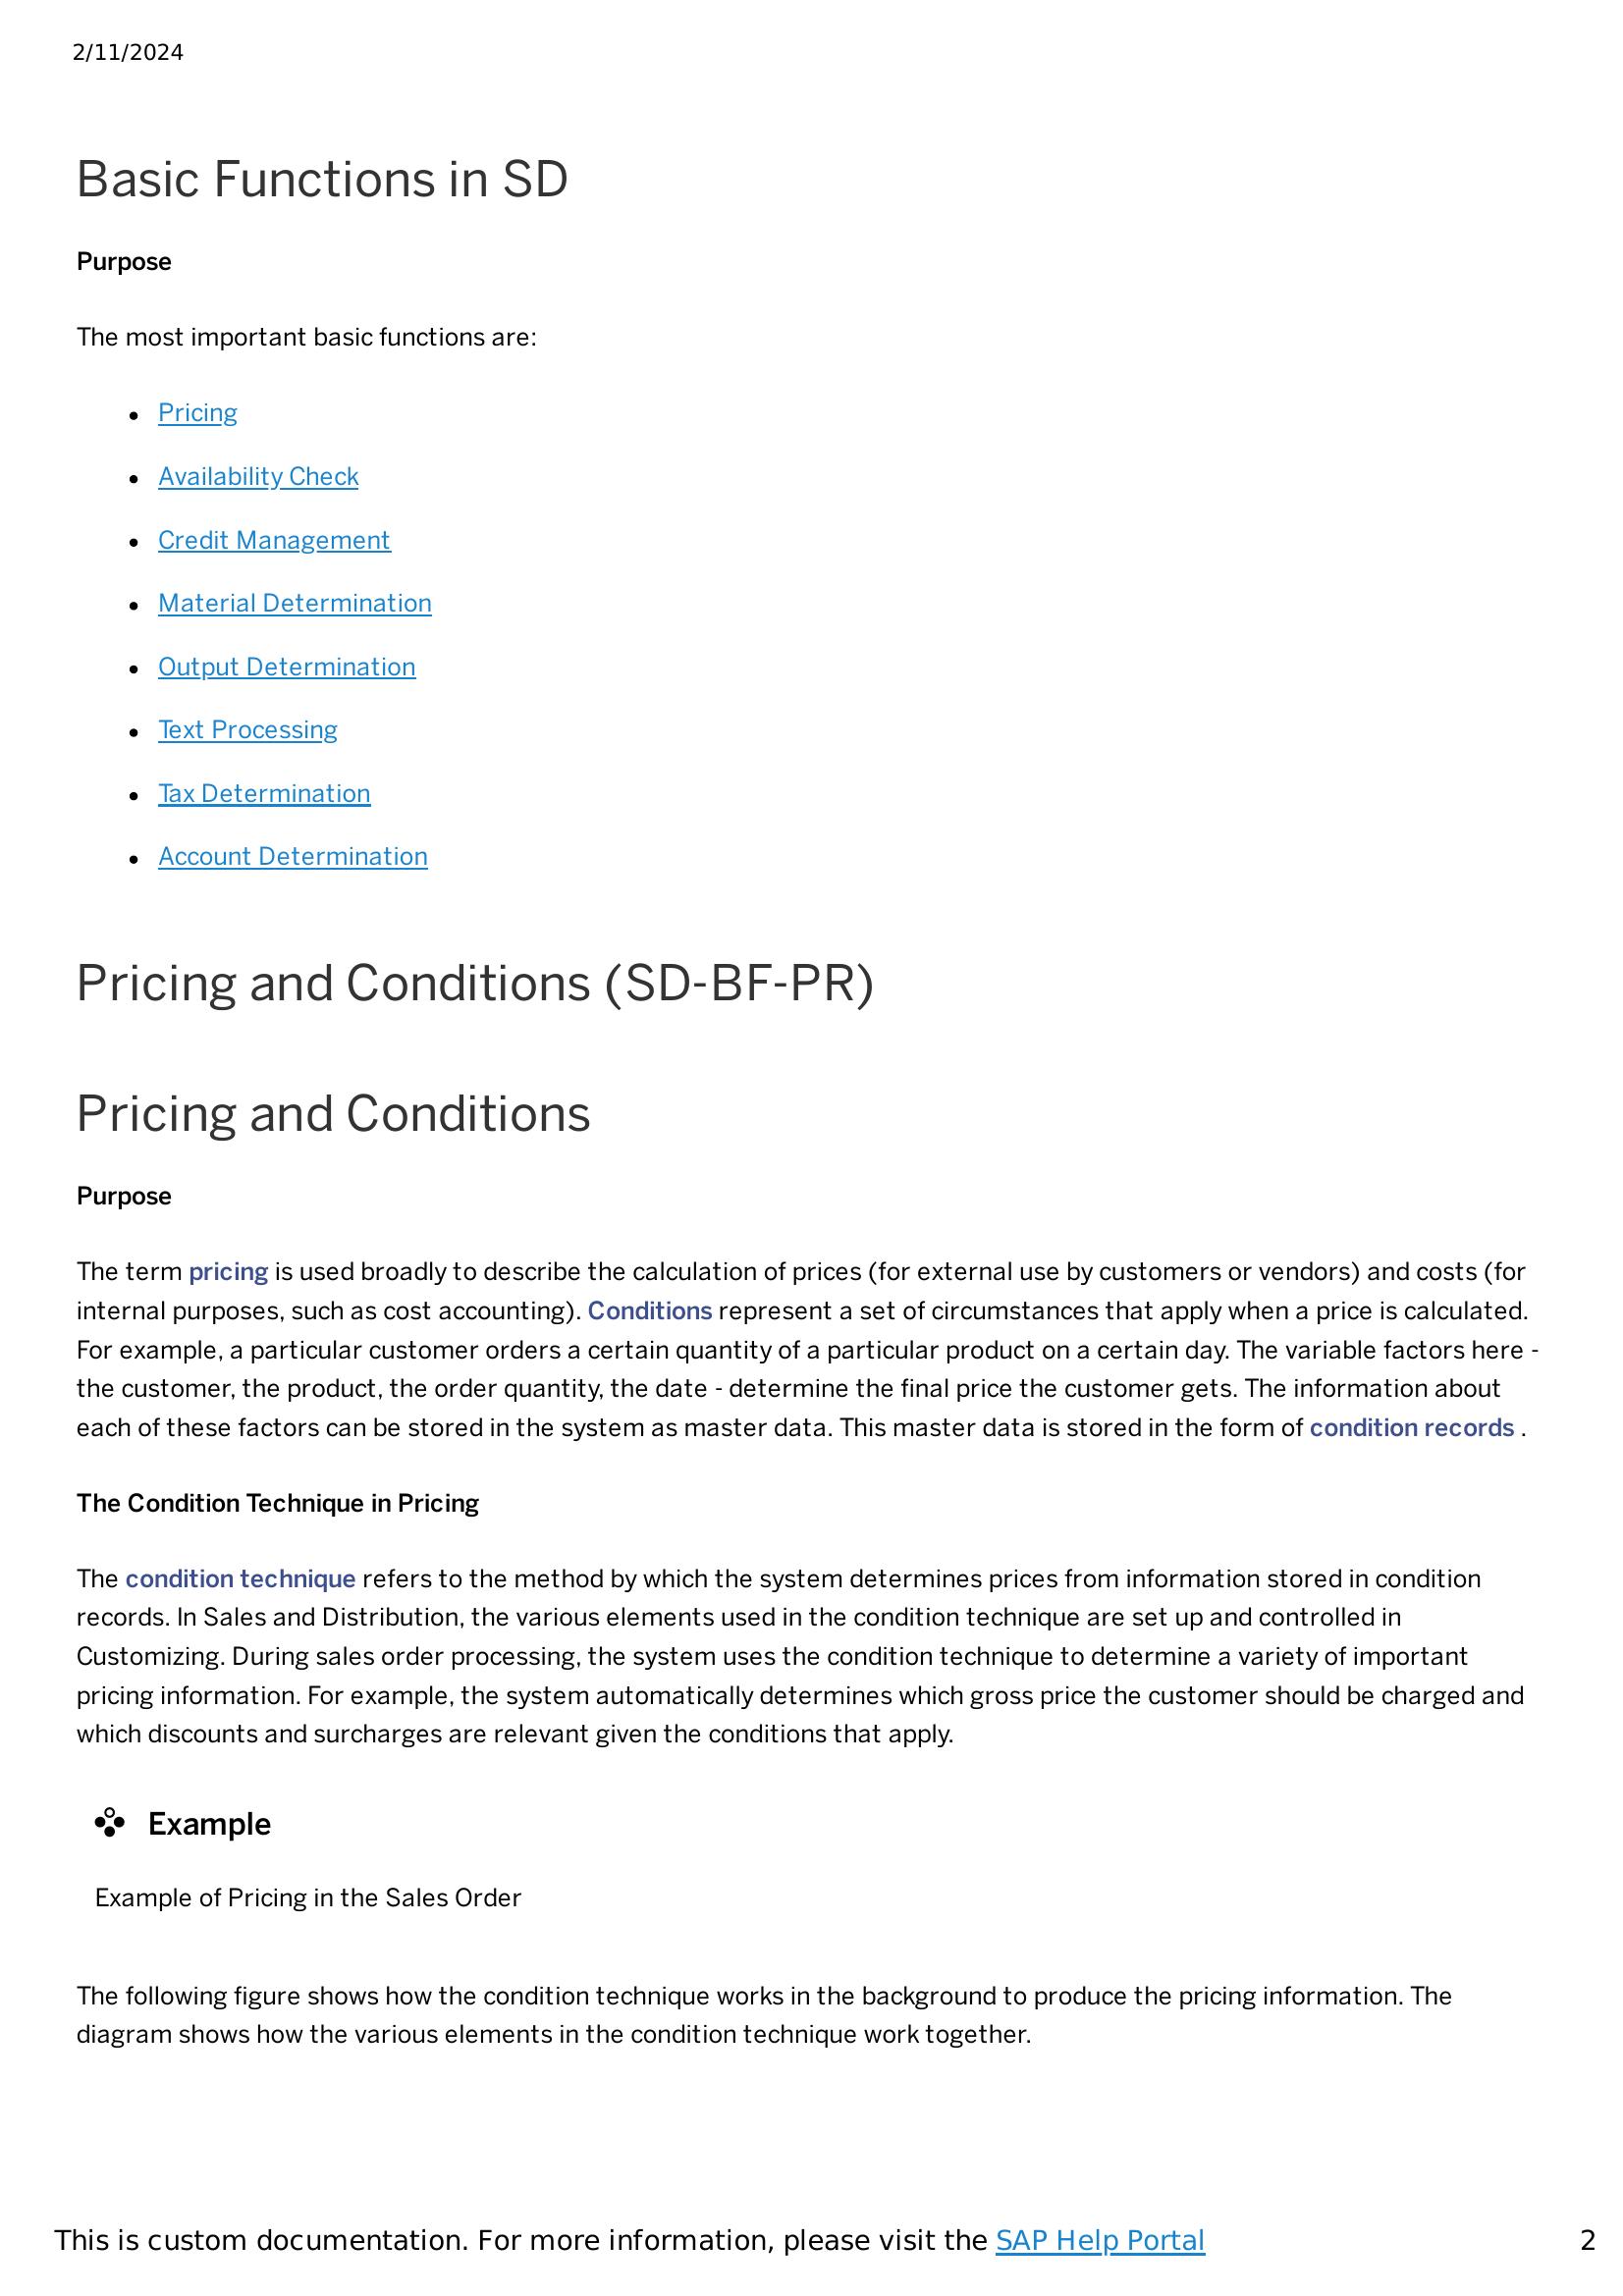 2/11/2024
Basic Functions in SD
Purpose
The most important basic functions are:
• Pricing
• Availability Check
• Credit Management
• Material Determination
• Output Determination
• Text Processing
• Tax Determination
• Account Determination
Pricing and Conditions (SD-BF-PR)
Pricing and Conditions
Purpose
The term pricing is used broadly to describe the calculation of prices (for external use by customers or vendors) and costs (for
internal purposes, such as cost accounting). Conditions represent a set of circumstances that apply when a price is calculated.
For example, a particular customer orders a certain quantity of a particular product on a certain day. The variable factors here -
the customer, the product, the order quantity, the date - determine the final price the customer gets. The information about
each of these factors can be stored in the system as master data. This master data is stored in the form of condition records .
The Condition Technique in Pricing
The condition technique refers to the method by which the system determines prices from information stored in condition
records. In Sales and Distribution, the various elements used in the condition technique are set up and controlled in
Customizing. During sales order processing, the system uses the condition technique to determine a variety of important
pricing information. For example, the system automatically determines which gross price the customer should be charged and
which discounts and surcharges are relevant given the conditions that apply.
Example
Example of Pricing in the Sales Order
The following figure shows how the condition technique works in the background to produce the pricing information. The
diagram shows how the various elements in the condition technique work together.
This is custom documentation. For more information, please visit the SAP Help Portal 2